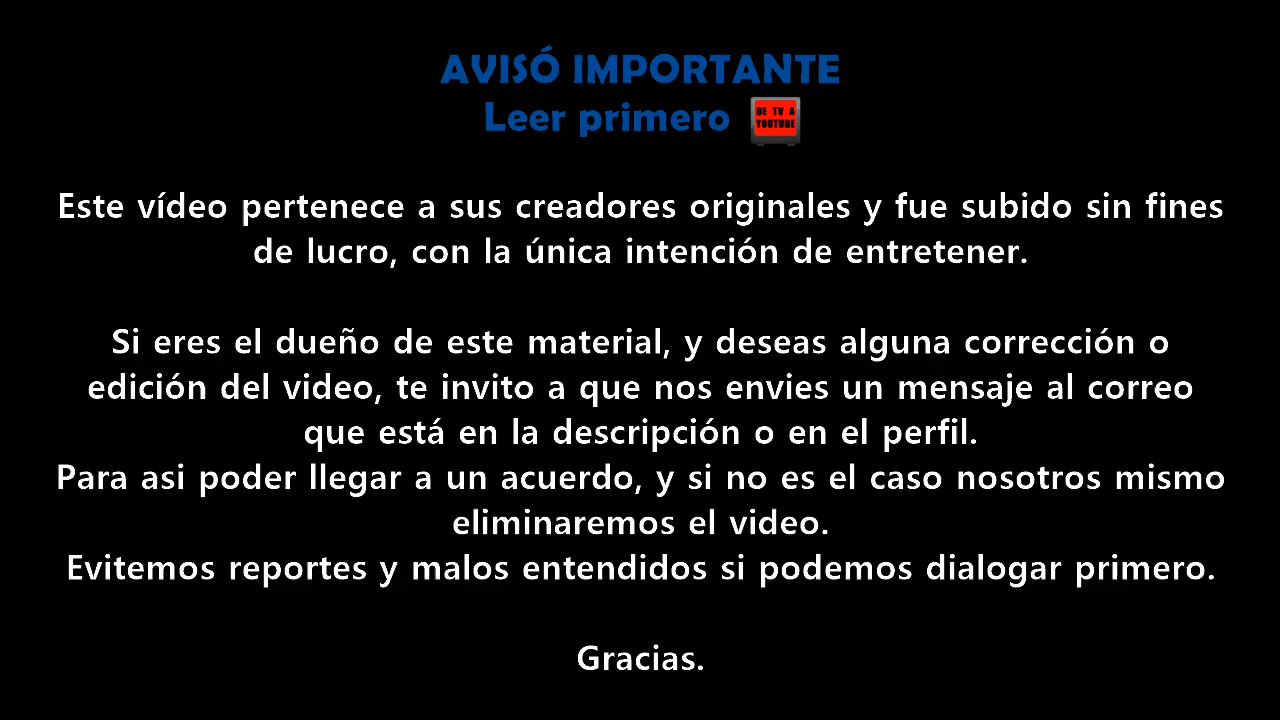 AVISÓ IMPORTANTE
Leer primero
DE TV A
YOUTUBE
Este vídeo pertenece a sus creadores originales y fue subido sin fines
de lucro, con la única intención de entretener.
Si eres el dueño de este material, y deseas alguna corrección o
edición del video, te invito a que nos envies un mensaje al correo
que está en la descripción o en el perfil.
Para asi poder llegar a un acuerdo, y si no es el caso nosotros mismo
eliminaremos el video.
Evitemos reportes y malos entendidos si podemos dialogar primero.
Gracias.